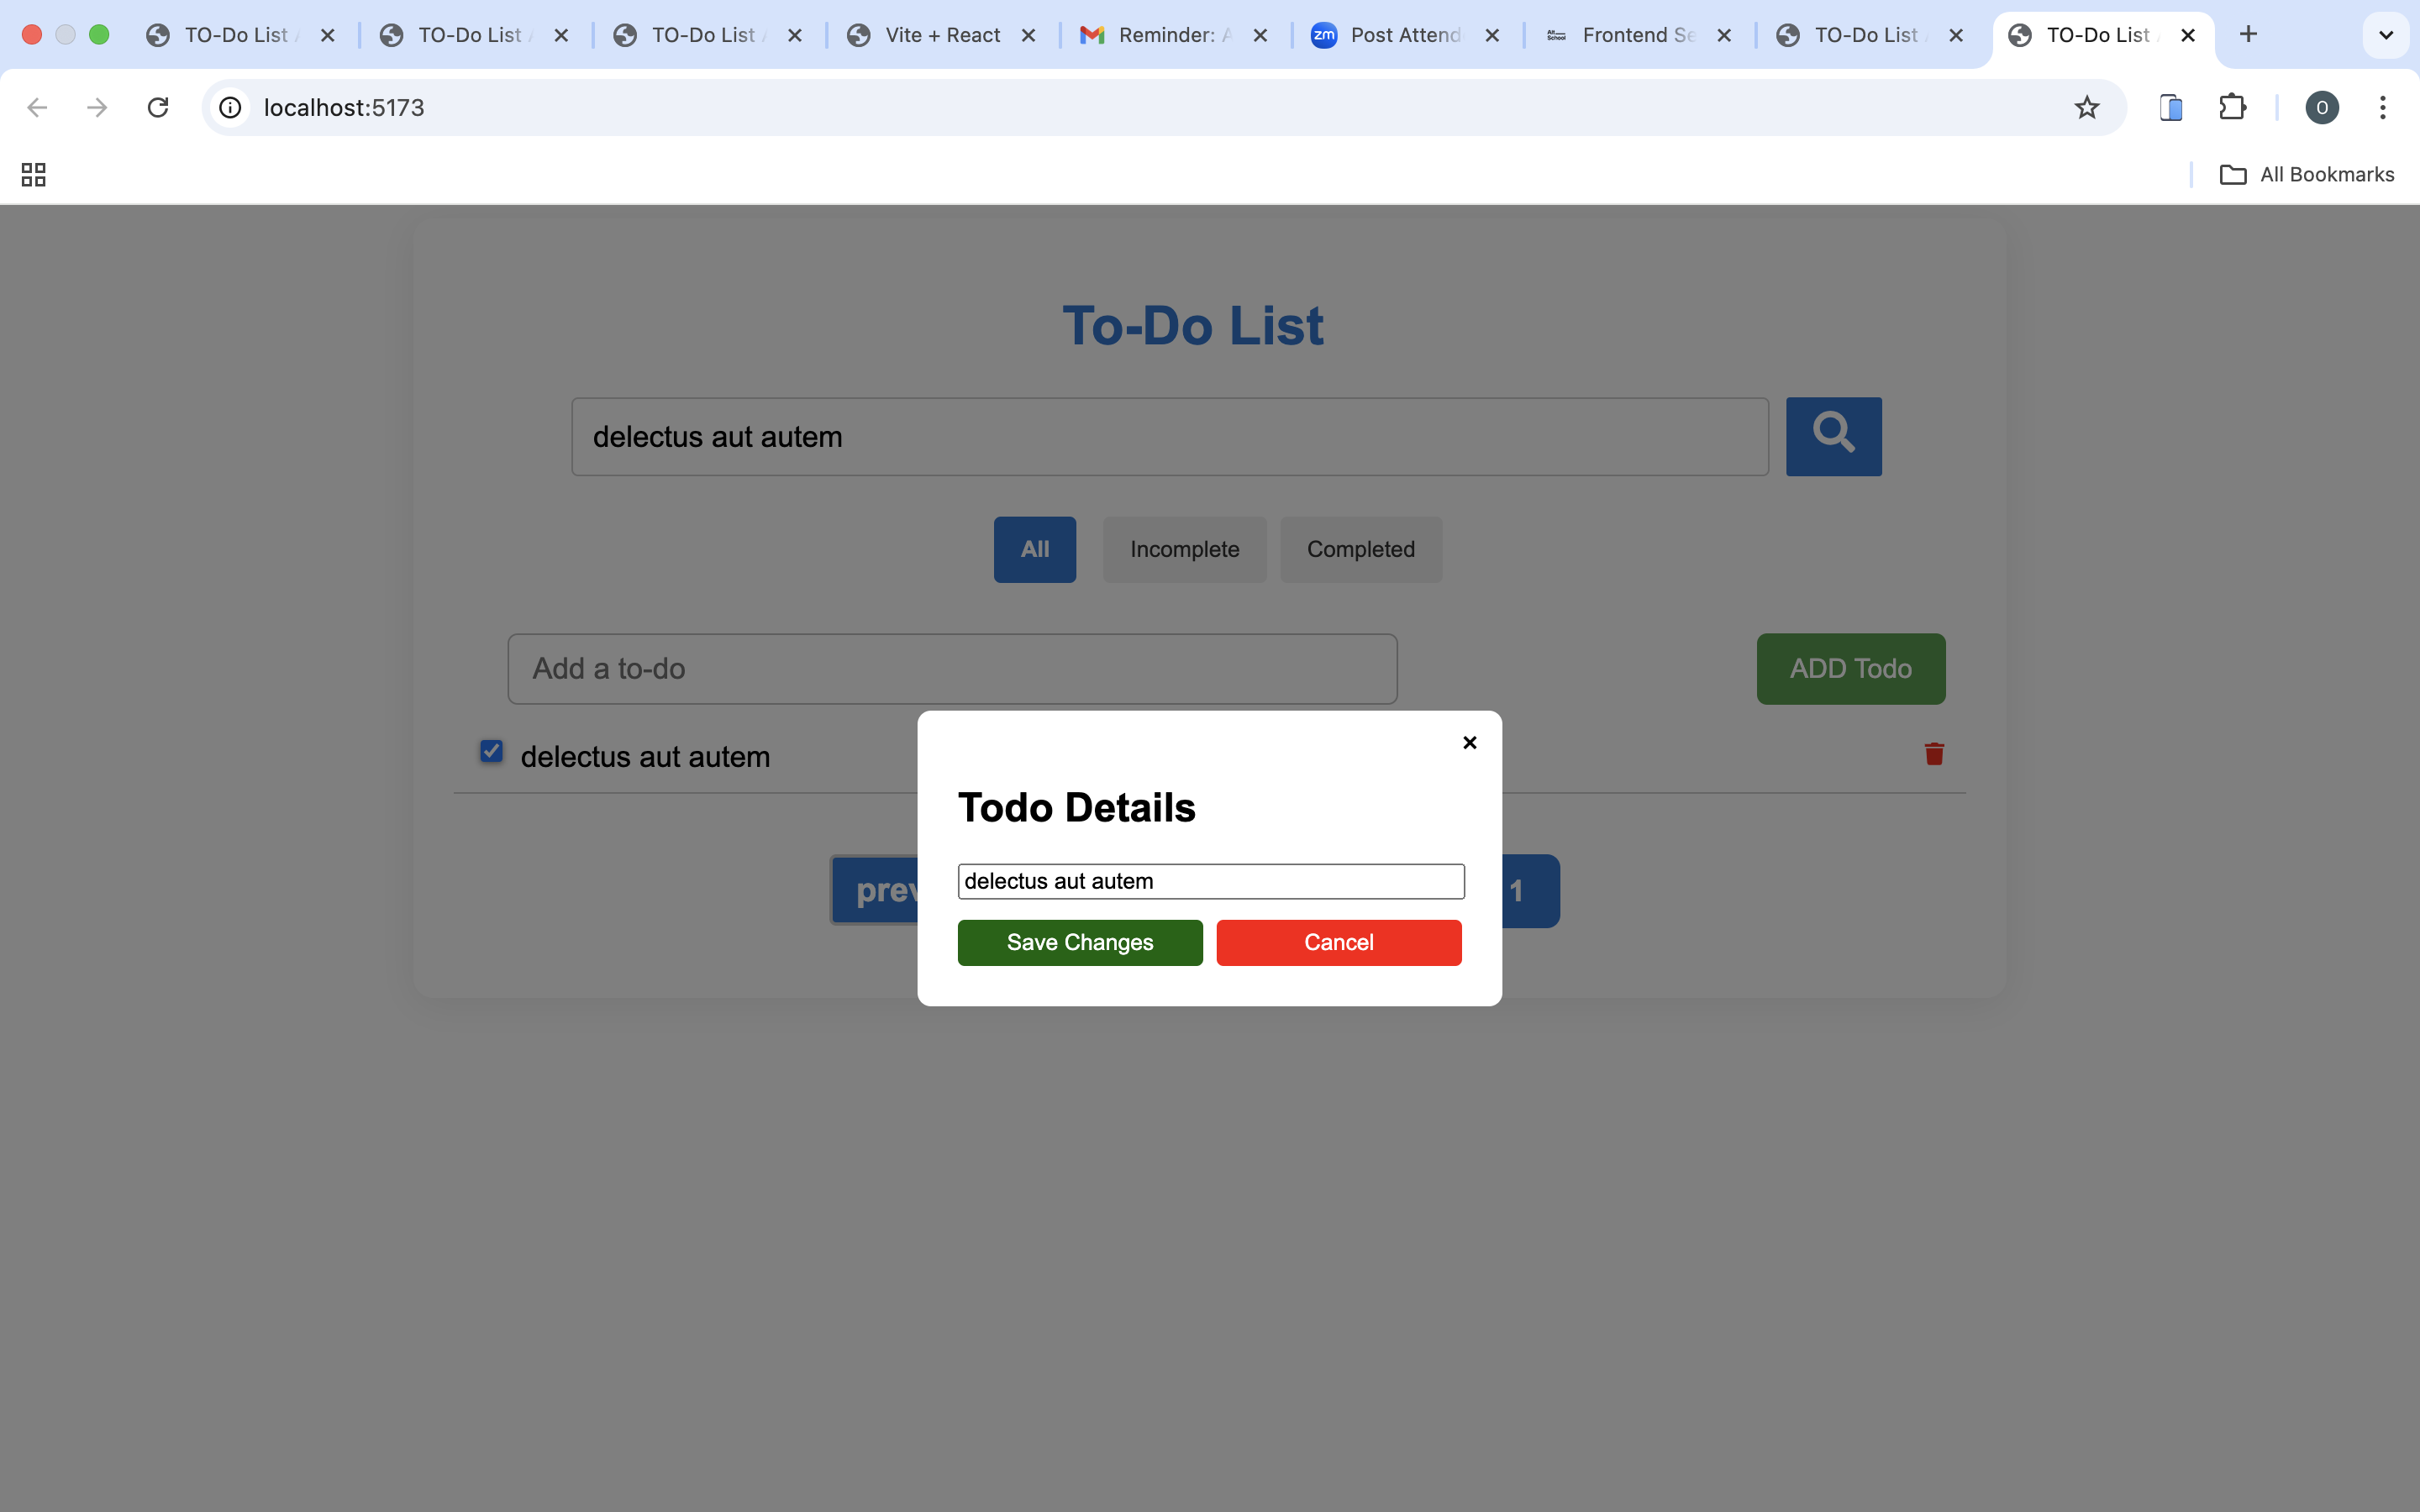 TO-Do List
TO-Do List
TO-Do List
Vite + React
Reminder:
zm
Post Attend
Frontend Se
TO-Do List
TO-Do List
localhost:5173
O
All Bookmarks
To-Do List
delectus aut autem
All
Incomplete
Completed
Add a to-do
ADD Todo
delectus aut autem
Todo Details
delectus aut autem
prev
1
Save Changes
Cancel